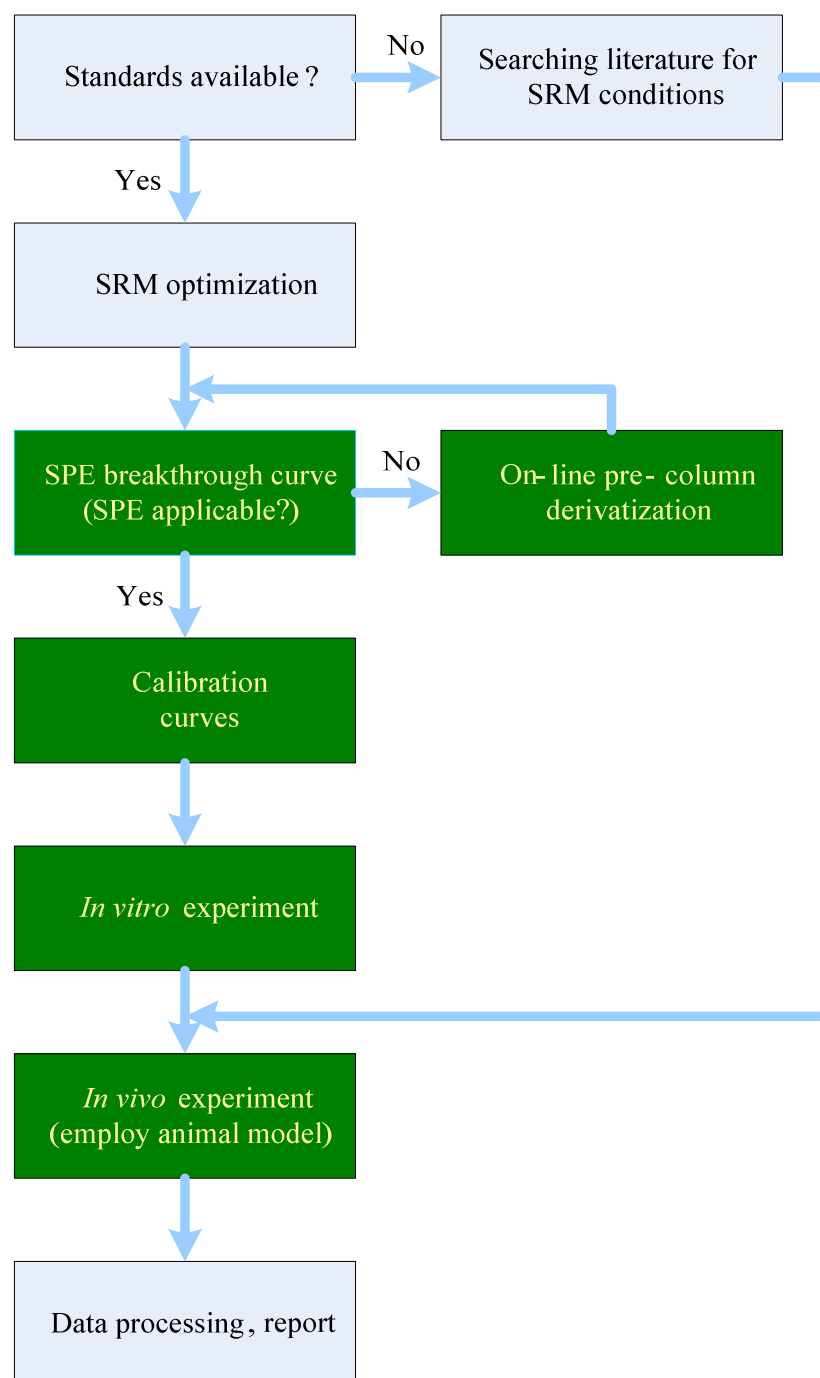 Standards available ?
No
Searching literature for
SRM conditions
Yes
SRM optimization
SPE breakthrough curve
(SPE applicable?)
No
On- line pre- column
derivatization
Yes
Calibration
curves
In vitro experiment
In vivo experiment
(employ animal model)
Data processing, report